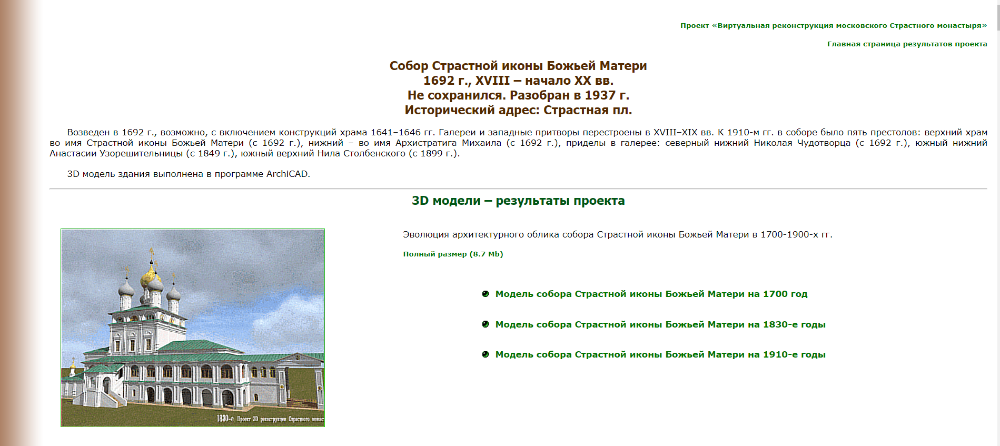 Проект «Виртуальная реконструкция московского Страстного монастыря»
Главная страница результатов проекта
Собор Страстной иконы Божьей Матери
1692 г., XVIII – начало XX вв.
Не сохранился. Разобран в 1937 г.
Исторический адрес: Страстная пл.
Возведен в 1692 г., возможно, с включением конструкций храма 1641–1646 гг. Галереи и западные притворы перестроены в XVIII–XIX вв. К 1910-м гг. в соборе было пять престолов: верхний храм
во имя Страстной иконы Божьей Матери (с 1692 г.), нижний – во имя Архистратига Михаила (с 1692 г.), приделы в галерее: северный нижний Николая Чудотворца (с 1692 г.), южный нижний
Анастасии Узорешительницы (с 1849 г.), южный верхний Нила Столбенского (с 1899 г.).
3D модель здания выполнена в программе ArchiCAD.
3D модели – результаты проекта
Эволюция архитектурного облика собора Страстной иконы Божьей Матери в 1700-1900-х гг.
Полный размер (8.7 Mb)
Модель собора Страстной иконы Божьей Матери на 1700 год
Модель собора Страстной иконы Божьей Матери на 1830-е годы
Модель собора Страстной иконы Божьей Матери на 1910-е годы
1830-е Проект 3D реконструкции Страстного монаст